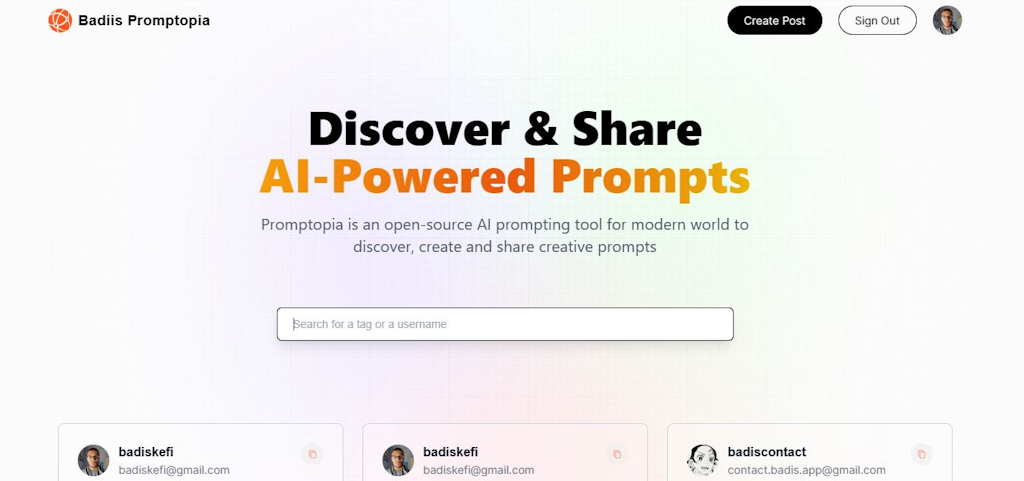 Badiis Promptopia
Create Post
Sign Out
Discover & Share
AI-Powered Prompts
Promptopia is an open-source AI prompting tool for modern world to
discover, create and share creative prompts
Search for a tag or a username
badiskefi
badiskefi@gmail.com
badiskefi
badiskefi@gmail.com
badiscontact
contact.badis.app@gmail.com